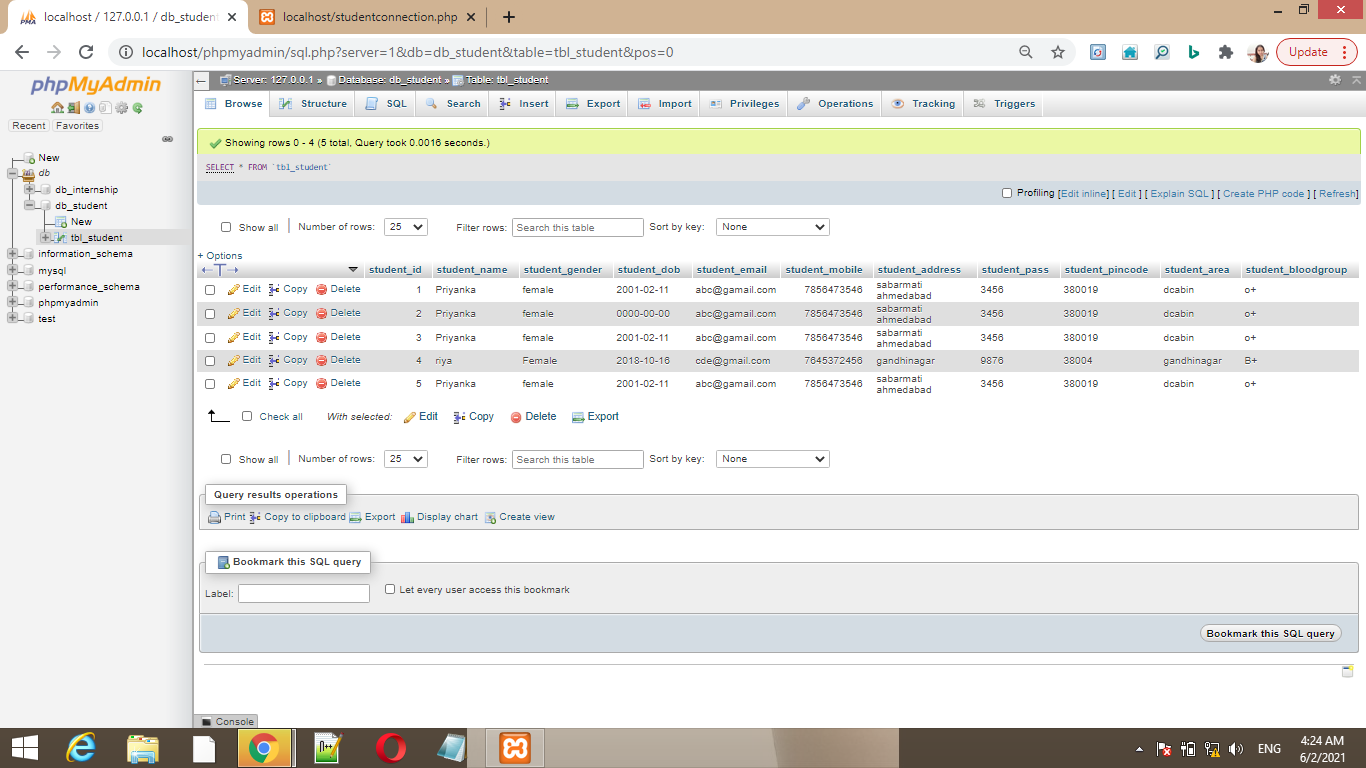 localhost / 127.0.0.1 / db_student
localhost/studentconnection.php
localhost/phpmyadmin/sql.php?server=1&db=db_student&table=tbl_student&pos=0
Update
phpMyAdmin
Recent Favorites
New
db
db_internship
db_student
New
tbl_student
information_schema
mysql
performance_schema
phpmyadmin
test
Server: 127.0.0.1 » Database: db_student » Table: tbl_student
Browse Structure SQL Search Insert Export Import Privileges Operations Tracking Triggers
Showing rows 0 - 4 (5 total, Query took 0.0016 seconds.)
SELECT * FROM `tbl_student`
Profiling [Edit inline] [ Edit ] [ Explain SQL ] [ Create PHP code ] [ Refresh]
Show all Number of rows: 25 Filter rows: Search this table Sort by key: None
+ Options
←T→ student_id student_name student_gender student_dob student_email student_mobile student_address student_pass student_pincode student_area student_bloodgroup
Edit Copy Delete 1 Priyanka female 2001-02-11 abc@gamail.com 7856473546 sabarmati ahmedabad 3456 380019 dcabin o+
Edit Copy Delete 2 Priyanka female 0000-00-00 abc@gamail.com 7856473546 sabarmati ahmedabad 3456 380019 dcabin o+
Edit Copy Delete 3 Priyanka female 2001-02-11 abc@gamail.com 7856473546 sabarmati ahmedabad 3456 380019 dcabin o+
Edit Copy Delete 4 riya Female 2018-10-16 cde@gmail.com 7645372456 gandhinagar 9876 38004 gandhinagar B+
Edit Copy Delete 5 Priyanka female 2001-02-11 abc@gamail.com 7856473546 sabarmati ahmedabad 3456 380019 dcabin o+
Check all With selected: Edit Copy Delete Export
Show all Number of rows: 25 Filter rows: Search this table Sort by key: None
Query results operations
Print Copy to clipboard Export Display chart Create view
Bookmark this SQL query
Label: Let every user access this bookmark
Bookmark this SQL query
Console
ENG
4:24 AM
6/2/2021